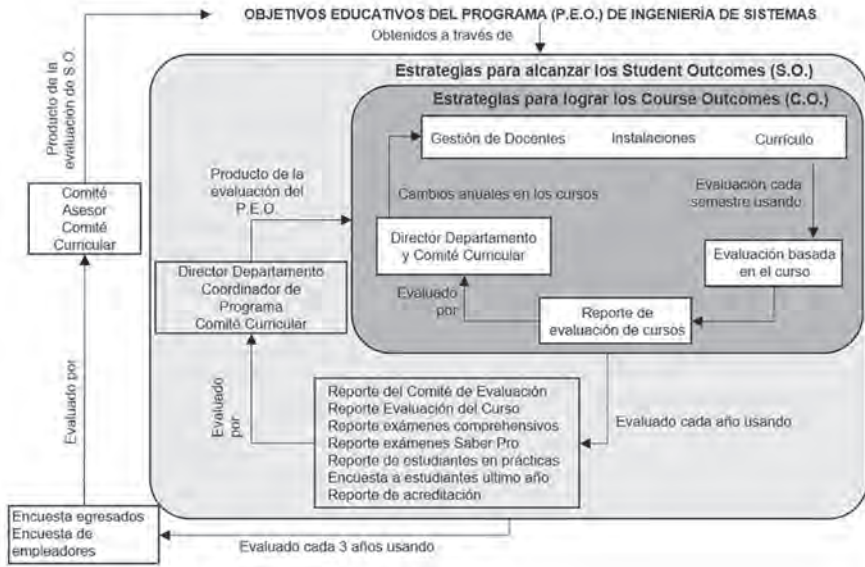 OBJETIVOS EDUCATIVOS DEL PROGRAMA (P.E.O.) DE INGENIERÍA DE SISTEMAS
Obtenidos a través de
Estrategias para alcanzar los Student Outcomes (S.O.)
Estrategias para lograr los Course Outcomes (C.O.)
Gestión de Docentes Instalaciones Currículo
Producto de la
evaluación de S.O.
Comité
Asesor
Comité
Curricular
Producto de la
evaluación del
P.E.O.
Cambios anuales en los cursos
Evaluación cada
semestre usando
Director Departamento
y Comité Curricular
Evaluación basada
en el curso
Director Departamento
Coordinador de
Programa
Comité Curricular
Evaluado
por
Reporte de
evaluación de cursos
Evaluado por
Evaluado
por
Reporte del Comité de Evaluación
Reporte Evaluación del Curso
Reporte exámenes comprehensivos
Reporte exámenes Saber Pro
Reporte de estudiantes en prácticas
Encuesta a estudiantes ultimo año
Reporte de acreditación
Evaluado cada año usando
Encuesta egresados
Encuesta de
empleadores
Evaluado cada 3 años usando